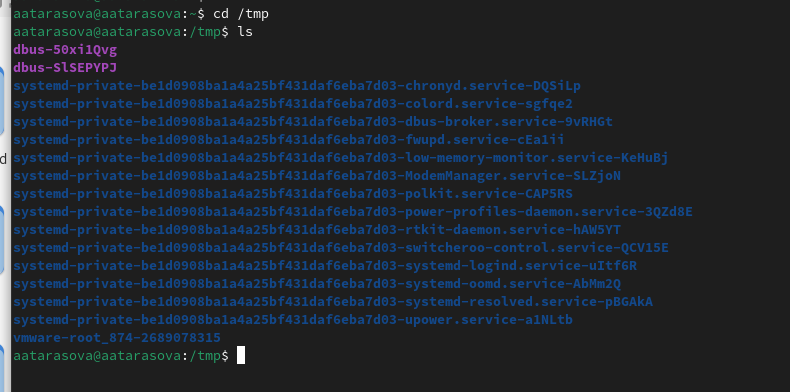 aatarasova@aatarasova:~$ cd /tmp
aatarasova@aatarasova:/tmp$ ls
dbus-50xi1Qvg
dbus-SlSEPYPJ
systemd-private-be1d0908ba1a4a25bf431daf6eba7d03-chronyd.service-DQSiLp
systemd-private-be1d0908ba1a4a25bf431daf6eba7d03-colord.service-sgfqe2
systemd-private-be1d0908ba1a4a25bf431daf6eba7d03-dbus-broker.service-9vRHGt
systemd-private-be1d0908ba1a4a25bf431daf6eba7d03-fwupd.service-cEa1ii
systemd-private-be1d0908ba1a4a25bf431daf6eba7d03-low-memory-monitor.service-KeHuBj
systemd-private-be1d0908ba1a4a25bf431daf6eba7d03-ModemManager.service-SLZjoN
systemd-private-be1d0908ba1a4a25bf431daf6eba7d03-polkit.service-CAP5RS
systemd-private-be1d0908ba1a4a25bf431daf6eba7d03-power-profiles-daemon.service-3QZd8E
systemd-private-be1d0908ba1a4a25bf431daf6eba7d03-rtkit-daemon.service-hAW5YT
systemd-private-be1d0908ba1a4a25bf431daf6eba7d03-switcheroo-control.service-QCV15E
systemd-private-be1d0908ba1a4a25bf431daf6eba7d03-systemd-logind.service-uItf6R
systemd-private-be1d0908ba1a4a25bf431daf6eba7d03-systemd-oomd.service-AbMm2Q
systemd-private-be1d0908ba1a4a25bf431daf6eba7d03-systemd-resolved.service-pBGAkA
systemd-private-be1d0908ba1a4a25bf431daf6eba7d03-upower.service-a1NLtb
vmware-root_874-2689078315
aatarasova@aatarasova:/tmp$